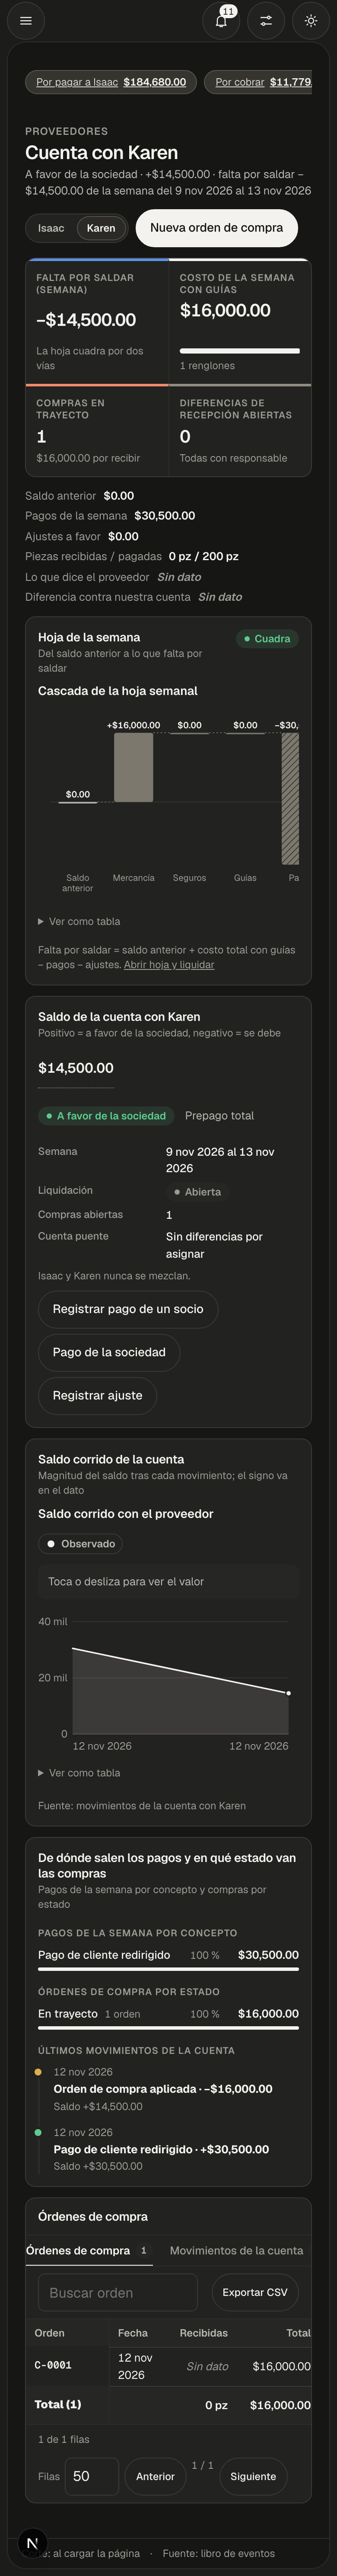 11
Por pagar a Isaac $184,680.00 Por cobrar $11,779.
PROVEEDORES
Cuenta con Karen
A favor de la sociedad · +$14,500.00 · falta por saldar –
$14,500.00 de la semana del 9 nov 2026 al 13 nov 2026
Isaac Karen Nueva orden de compra
FALTA POR SALDAR
(SEMANA)
–$14,500.00
La hoja cuadra por dos
vías
COSTO DE LA SEMANA
CON GUÍAS
$16,000.00
1 renglones
COMPRAS EN
TRAYECTO
1
$16,000.00 por recibir
DIFERENCIAS DE
RECEPCIÓN ABIERTAS
0
Todas con responsable
Saldo anterior $0.00
Pagos de la semana $30,500.00
Ajustes a favor $0.00
Piezas recibidas / pagadas 0 pz / 200 pz
Lo que dice el proveedor Sin dato
Diferencia contra nuestra cuenta Sin dato
Hoja de la semana
Cuadra
Del saldo anterior a lo que falta por
saldar
Cascada de la hoja semanal
+$16,000.00 $0.00 $0.00 –$30,
$0.00
Saldo
anterior
Mercancía Seguros Guías Pa
Ver como tabla
Falta por saldar = saldo anterior + costo total con guías
– pagos – ajustes. Abrir hoja y liquidar
Saldo de la cuenta con Karen
Positivo = a favor de la sociedad, negativo = se debe
$14,500.00
A favor de la sociedad Prepago total
Semana 9 nov 2026 al 13 nov
2026
Liquidación Abierta
Compras abiertas 1
Cuenta puente Sin diferencias por
asignar
Isaac y Karen nunca se mezclan.
Registrar pago de un socio
Pago de la sociedad
Registrar ajuste
Saldo corrido de la cuenta
Magnitud del saldo tras cada movimiento; el signo va
en el dato
Saldo corrido con el proveedor
Observado
Toca o desliza para ver el valor
40 mil
20 mil
0
12 nov 2026 12 nov 2026
Ver como tabla
Fuente: movimientos de la cuenta con Karen
De dónde salen los pagos y en qué estado van
las compras
Pagos de la semana por concepto y compras por
estado
PAGOS DE LA SEMANA POR CONCEPTO
Pago de cliente redirigido 100 % $30,500.00
ÓRDENES DE COMPRA POR ESTADO
En trayecto 1 orden 100 % $16,000.00
ÚLTIMOS MOVIMIENTOS DE LA CUENTA
12 nov 2026
Orden de compra aplicada · –$16,000.00
Saldo +$14,500.00
12 nov 2026
Pago de cliente redirigido · +$30,500.00
Saldo +$30,500.00
Órdenes de compra
Órdenes de compra 1 Movimientos de la cuenta
Buscar orden Exportar CSV
Orden Fecha Recibidas Total
C-0001 12 nov
2026 Sin dato $16,000.00
Total (1) 0 pz $16,000.00
1 de 1 filas
Filas 50 Anterior 1 / 1 Siguiente
N
e: al cargar la página · Fuente: libro de eventos